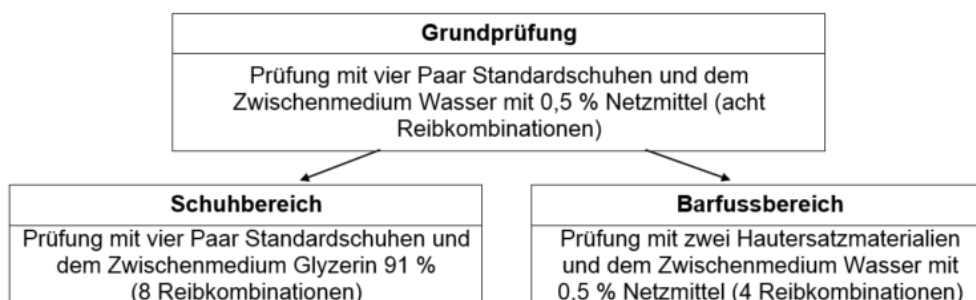 Grundprüfung
Prüfung mit vier Paar Standardschuhen und dem
Zwischenmedium Wasser mit 0,5 % Netzmittel (acht
Reibkombinationen)
Schuhbereich
Prüfung mit vier Paar Standardschuhen und
dem Zwischenmedium Glyzerin 91 %
(8 Reibkombinationen)
Barfussbereich
Prüfung mit zwei Hautersatzmaterialien
und dem Zwischenmedium Wasser mit
0,5 % Netzmittel (4 Reibkombinationen)